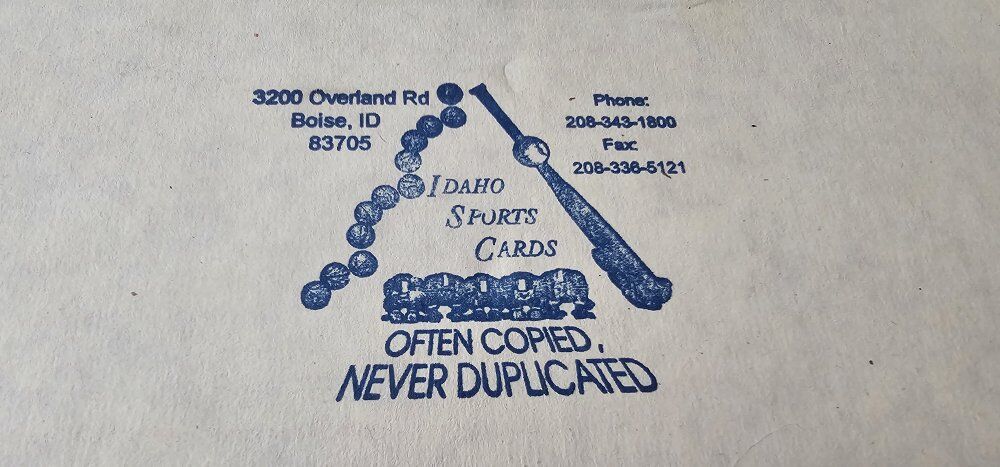 3200 Overland Rd
Boise, ID
83705
Phone:
208-343-1800
Fax:
208-336-5121
IDAHO
SPORTS
CARDS
OFTEN COPIED,
NEVER DUPLICATED